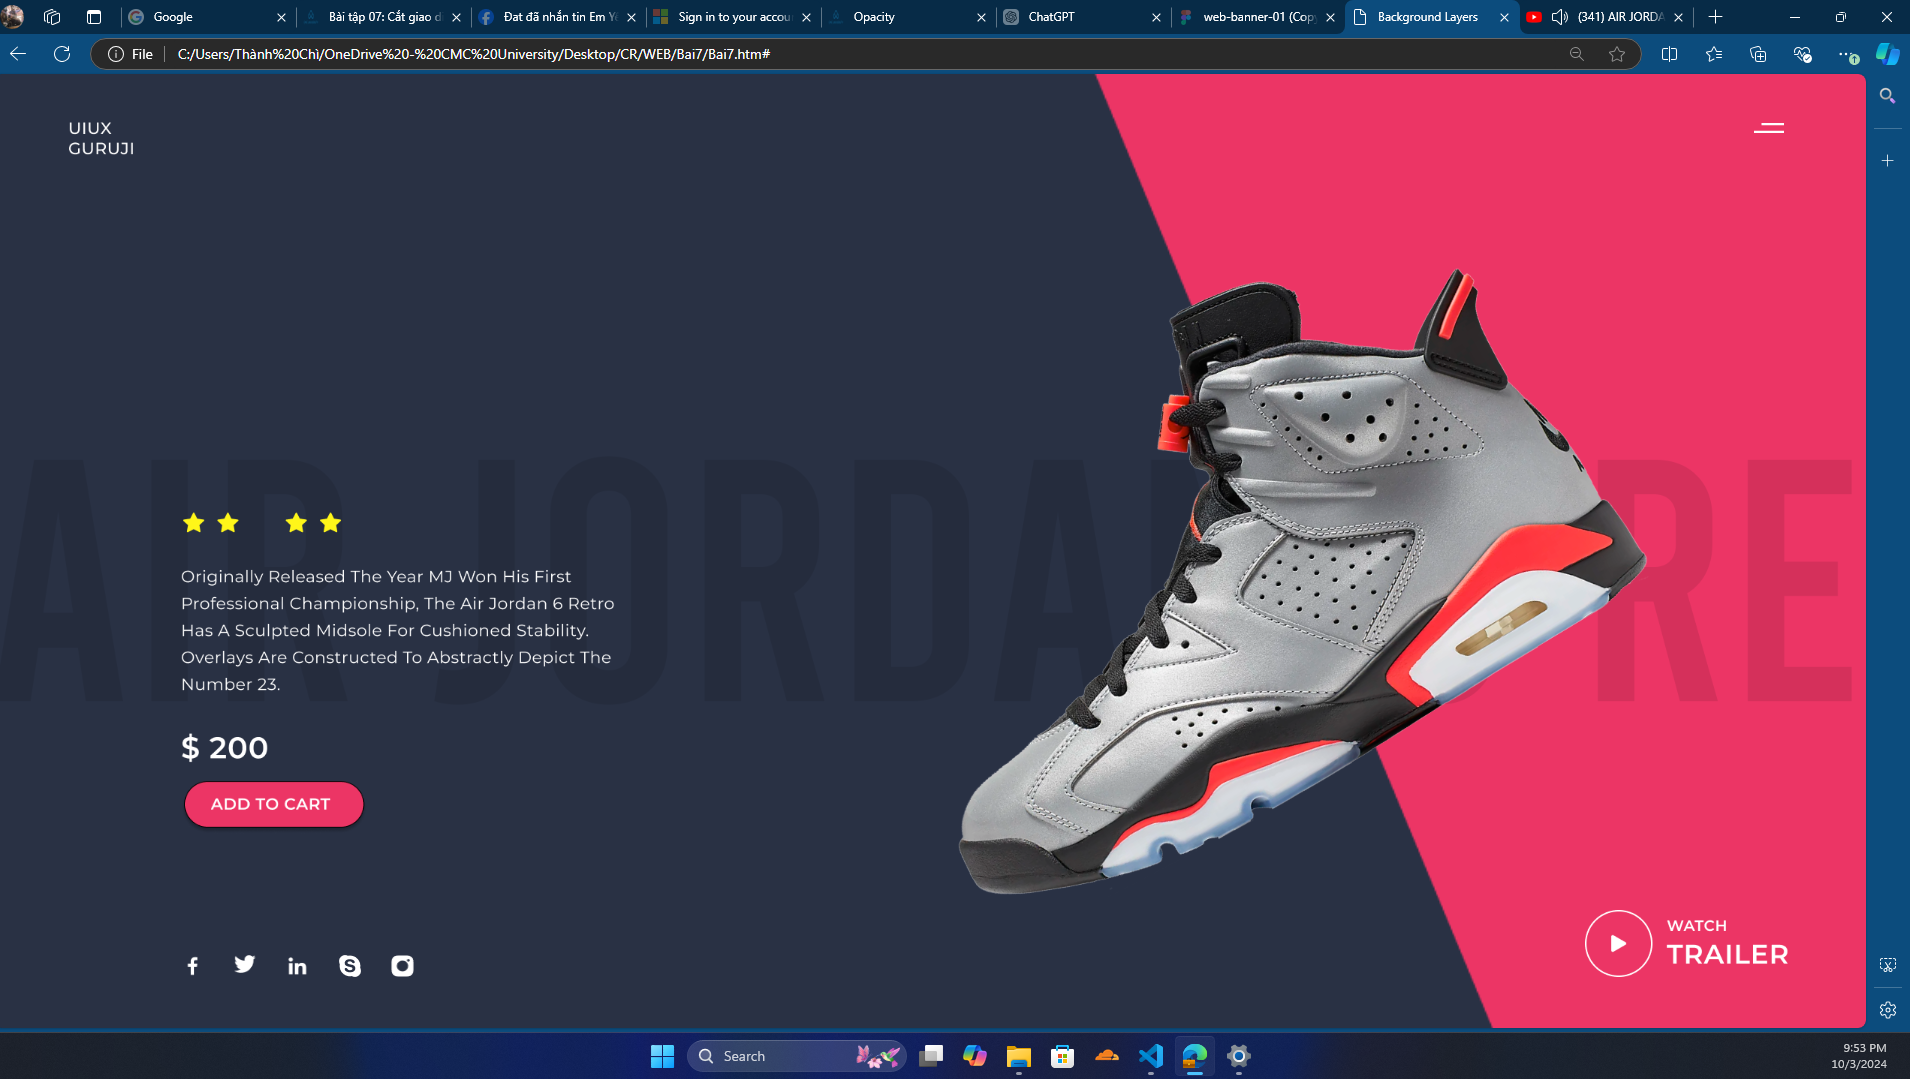 Google
Bài tập 07: Cắt giao d
Đạt đã nhắn tin Em Yê
Sign in to your accou
Opacity
ChatGPT
web-banner-01 (Copy
Background Layers
(341) AIR JORDA
File
C:/Users/Thành%20Chì/OneDrive%20-%20CMC%20University/Desktop/CR/WEB/Bai7/Bai7.htm#
UIUX
GURUJI
AIR JORDAN
RE
Originally Released The Year MJ Won His First
Professional Championship, The Air Jordan 6 Retro
Has A Sculpted Midsole For Cushioned Stability.
Overlays Are Constructed To Abstractly Depict The
Number 23.
$ 200
ADD TO CART
WATCH
TRAILER
Search
9:53 PM
10/3/2024